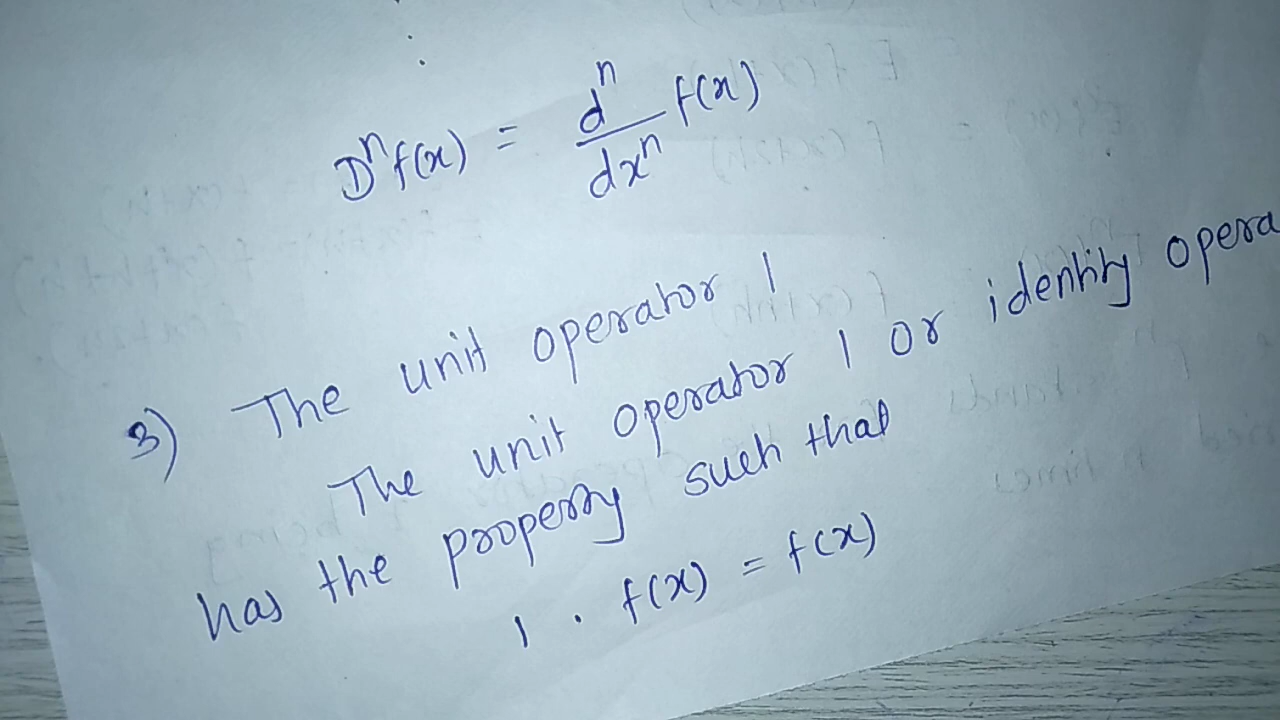 Dⁿf(x) = dⁿ/dxⁿ f(x)
3) The unit operator 1
The unit operator 1 or identity opera
has the property such that
1 . f(x) = f(x)